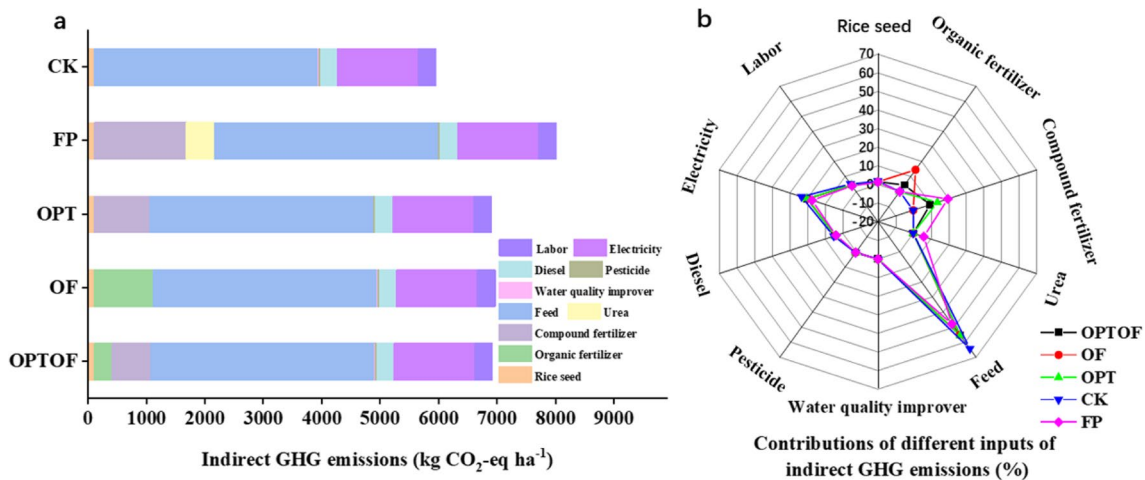 a
CK
FP
OPT
OF
OPTOF
Labor
Electricity
Diesel
Pesticide
Water quality improver
Feed
Urea
Compound fertilizer
Organic fertilizer
Rice seed
0 1000 2000 3000 4000 5000 6000 7000 8000 9000
Indirect GHG emissions (kg CO₂-eq ha⁻¹)
b
Rice seed
Organic fertilizer
Compound fertilizer
Urea
Feed
Water quality improver
Pesticide
Diesel
Electricity
Labor
70
60
50
40
30
20
10
0
-10
-20
OPTOF
OF
OPT
CK
FP
Contributions of different inputs of
indirect GHG emissions (%)